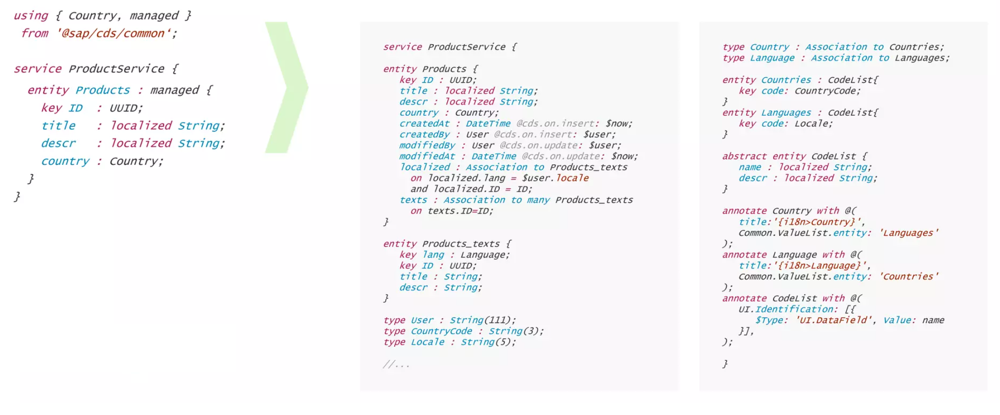 using { Country, managed }
from '@sap/cds/common‘;
service ProductService {
entity Products : managed {
key ID : UUID;
title : localized String;
descr : localized String;
country : Country;
}
}
service ProductService {
entity Products {
key ID : UUID;
title : localized String;
descr : localized String;
country : Country;
createdAt : DateTime @cds.on.insert: $now;
createdBy : User @cds.on.insert: $user;
modifiedBy : User @cds.on.update: $user;
modifiedAt : DateTime @cds.on.update: $now;
localized : Association to Products_texts
on localized.lang = $user.locale
and localized.ID = ID;
texts : Association to many Products_texts
on texts.ID=ID;
}
entity Products_texts {
key lang : Language;
key ID : UUID;
title : String;
descr : String;
}
type User : String(111);
type CountryCode : String(3);
type Locale : String(5);
//...
type Country : Association to Countries;
type Language : Association to Languages;
entity Countries : CodeList{
key code: CountryCode;
}
entity Languages : CodeList{
key code: Locale;
}
abstract entity CodeList {
name : localized String;
descr : localized String;
}
annotate Country with @(
title:'{i18n>Country}',
Common.ValueList.entity: 'Languages'
);
annotate Language with @(
title:'{i18n>Language}',
Common.ValueList.entity: 'Countries'
);
annotate CodeList with @(
UI.Identification: [{
$Type: 'UI.DataField', Value: name
}],
);
}